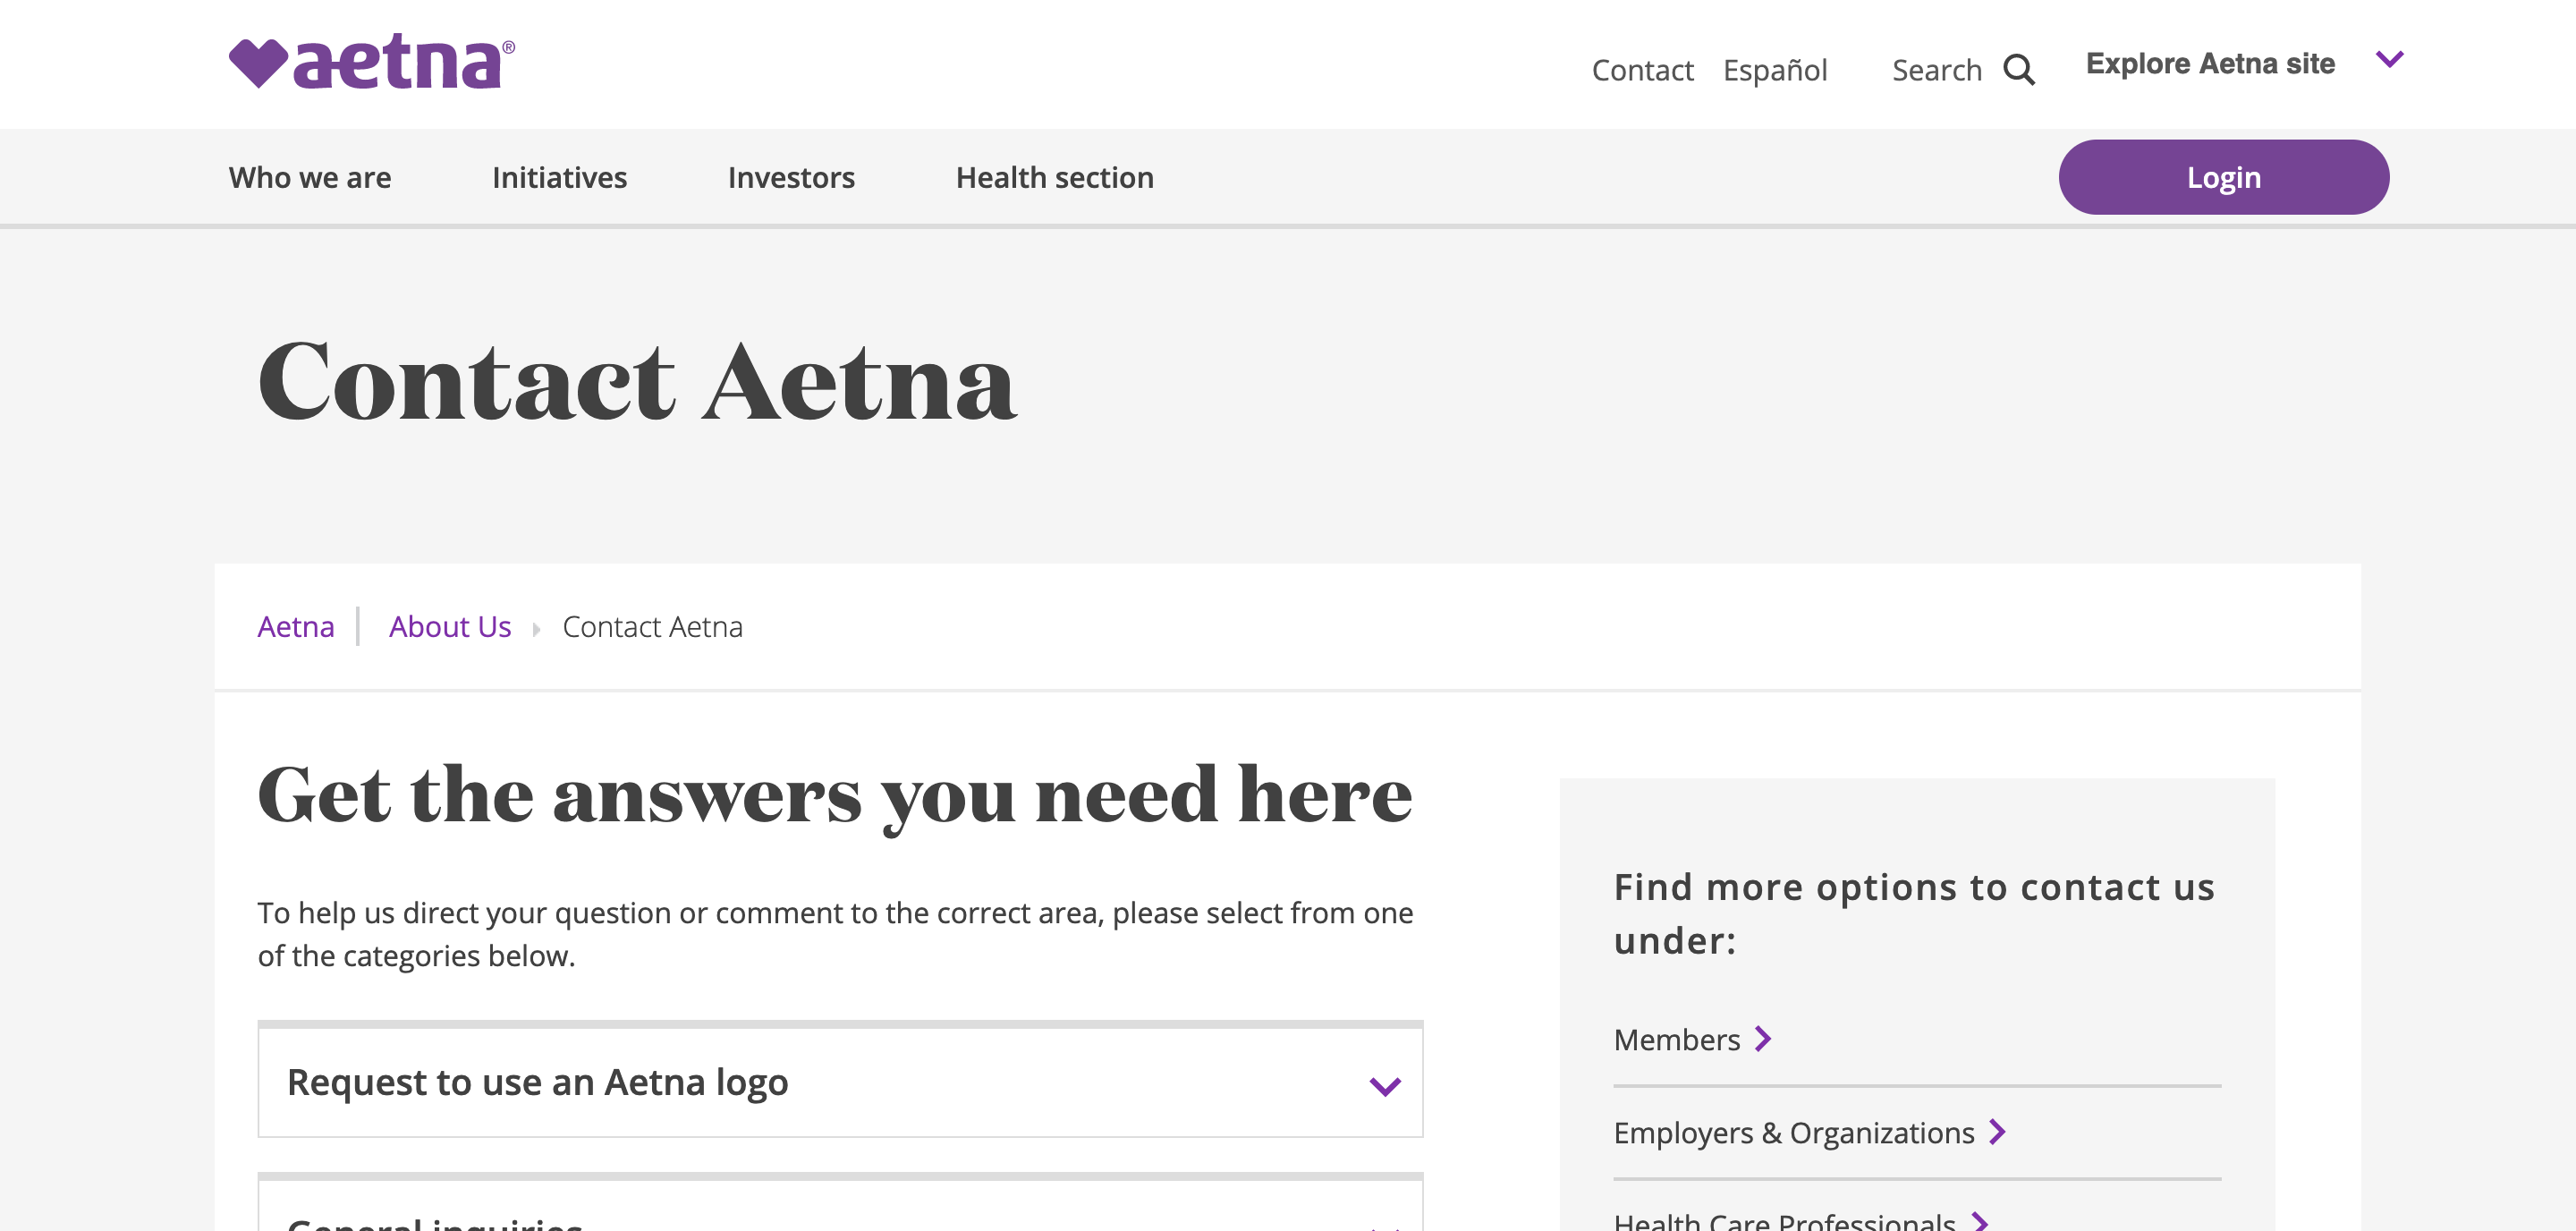 aetna®
Contact Español Search Explore Aetna site
Who we are Initiatives Investors Health section Login
Contact Aetna
Aetna About Us Contact Aetna
Get the answers you need here
To help us direct your question or comment to the correct area, please select from one
of the categories below.
Request to use an Aetna logo
General inquiries
Find more options to contact us
under:
Members
Employers & Organizations
Health Care Professionals